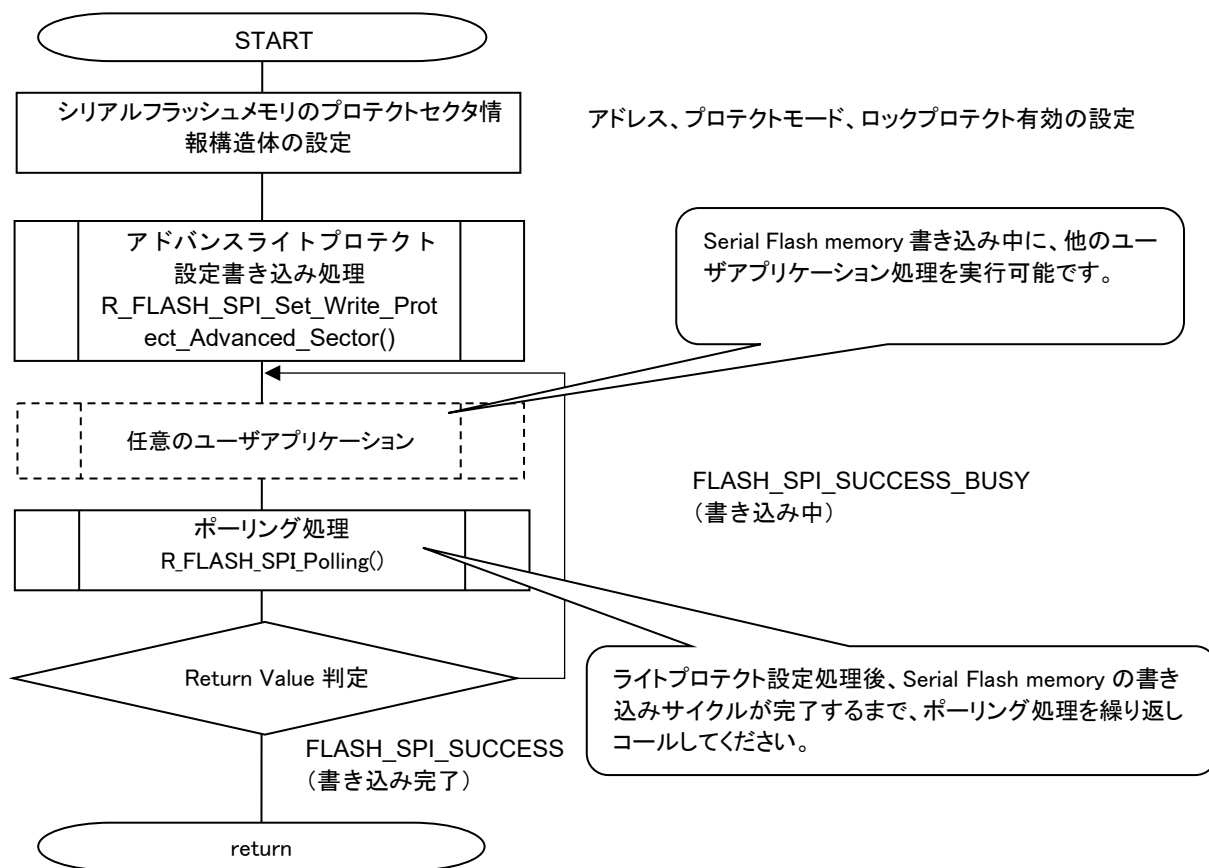 START
シリアルフラッシュメモリのプロテクトセクタ情
報構造体の設定
アドレス、プロテクトモード、ロックプロテクト有効の設定
アドバンスライトプロテクト
設定書き込み処理
R_FLASH_SPI_Set_Write_Prot
ect_Advanced_Sector()
Serial Flash memory 書き込み中に、他のユー
ザアプリケーション処理を実行可能です。
任意のユーザアプリケーション
FLASH_SPI_SUCCESS_BUSY
（書き込み中）
ポーリング処理
R_FLASH_SPI_Polling()
Return Value 判定
ライトプロテクト設定処理後、Serial Flash memory の書き
込みサイクルが完了するまで、ポーリング処理を繰り返し
コールしてください。
FLASH_SPI_SUCCESS
（書き込み完了）
return